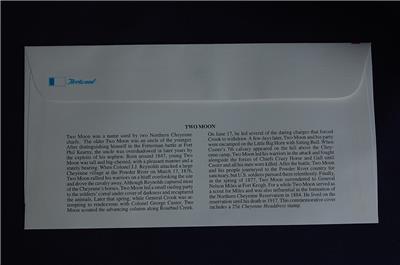 Fleetwood
TWO MOON
Two Moon was a name used by two Northern Cheyenne
chiefs. The older Two Moon was an uncle of the younger.
After distinguishing himself in the Fetterman battle at Fort
Phil Kearny, the uncle was overshadowed in later years by
the exploits of his nephew. Born around 1847, young Two
Moon was tall and big-chested, with a pleasant manner and a
stately bearing. When Colonel J.J. Reynolds attacked a large
Cheyenne village at the Powder River on March 17, 1876,
Two Moon rallied his warriors on a bluff overlooking the site
and drove the cavalry away. Although Reynolds captured most
of the Cheyenne's horses, Two Moon led a small raiding party
to the soldiers' corral under cover of darkness and recaptured
the animals. Later that spring, while General Crook was at-
tempting to rendezvous with Colonel George Custer, Two
Moon scouted the advancing column along Rosebud Creek.
On June 17, he led several of the daring charges that forced
Crook to withdraw. A few days later, Two Moon and his party
were encamped on the Little Big Horn with Sitting Bull. When
Custer's 7th cavalry appeared on the hill above the Chey-
enne camp, Two Moon led his warriors in the attack and fought
alongside the forces of Chiefs Crazy Horse and Gall until
Custer and all his men were killed. After the battle, Two Moon
and his people journeyed to the Powder River country for
sanctuary, but U.S. soldiers pursued them relentlessly. Finally,
in the spring of 1877, Two Moon surrendered to General
Nelson Miles at Fort Keogh. For a while Two Moon served as
a scout for Miles and was also influential in the formation of
the Northern Cheyenne Reservation in 1884. He lived on the
reservation until his death in 1917. This commemorative cover
includes a 25¢ Cheyenne Headdress stamp.